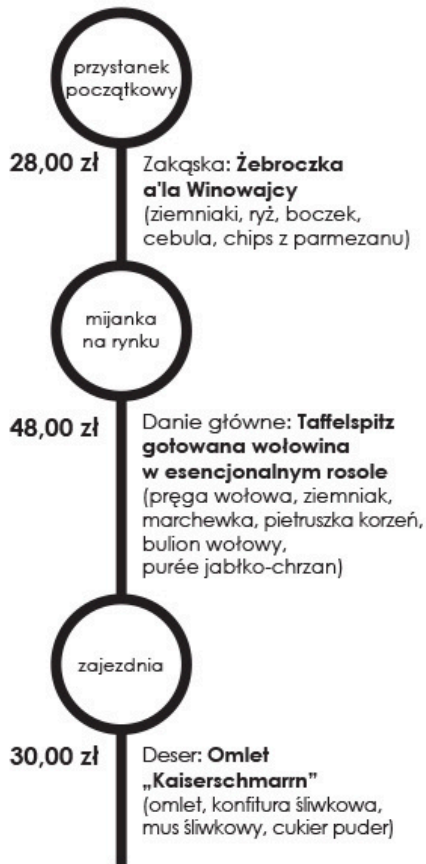 przystanek
początkowy
28,00 zł
Zakąska: Żebroczka
a'la Winowajcy
(ziemniaki, ryż, boczek,
cebula, chips z parmezanu)
mijanka
na rynku
48,00 zł
Danie główne: Taffelspitz
gotowana wołowina
w esencjonalnym rosole
(pręga wołowa, ziemniak,
marchewka, pietruszka korzeń,
bulion wołowy,
purée jabłko-chrzan)
zajezdnia
30,00 zł
Deser: Omlet
„Kaiserschmarrn”
(omlet, konfitura śliwkowa,
mus śliwkowy, cukier puder)